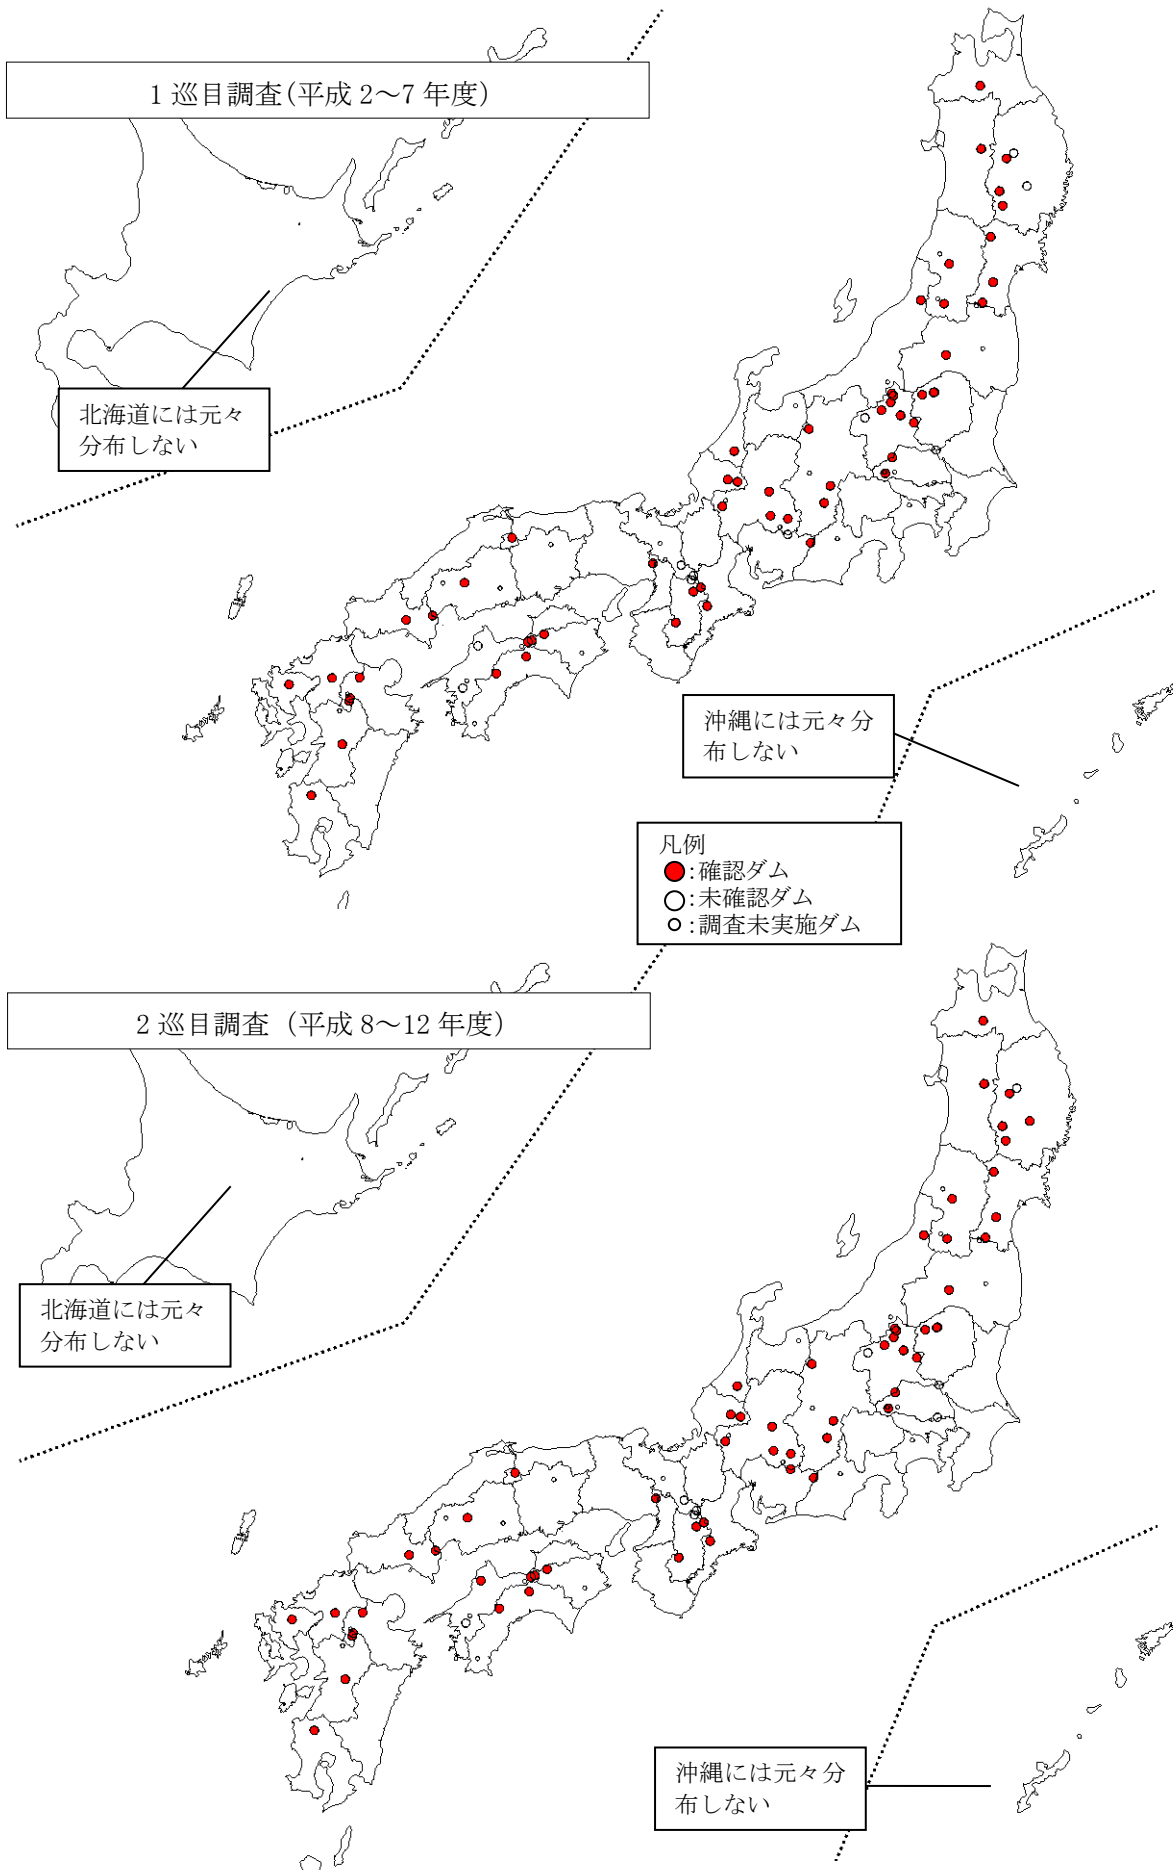 1 巡目調査(平成 2～7 年度)
北海道には元々
分布しない
沖縄には元々分
布しない
凡例
:確認ダム
:未確認ダム
:調査未実施ダム
2 巡目調査（平成 8～12 年度）
北海道には元々
分布しない
沖縄には元々分
布しない